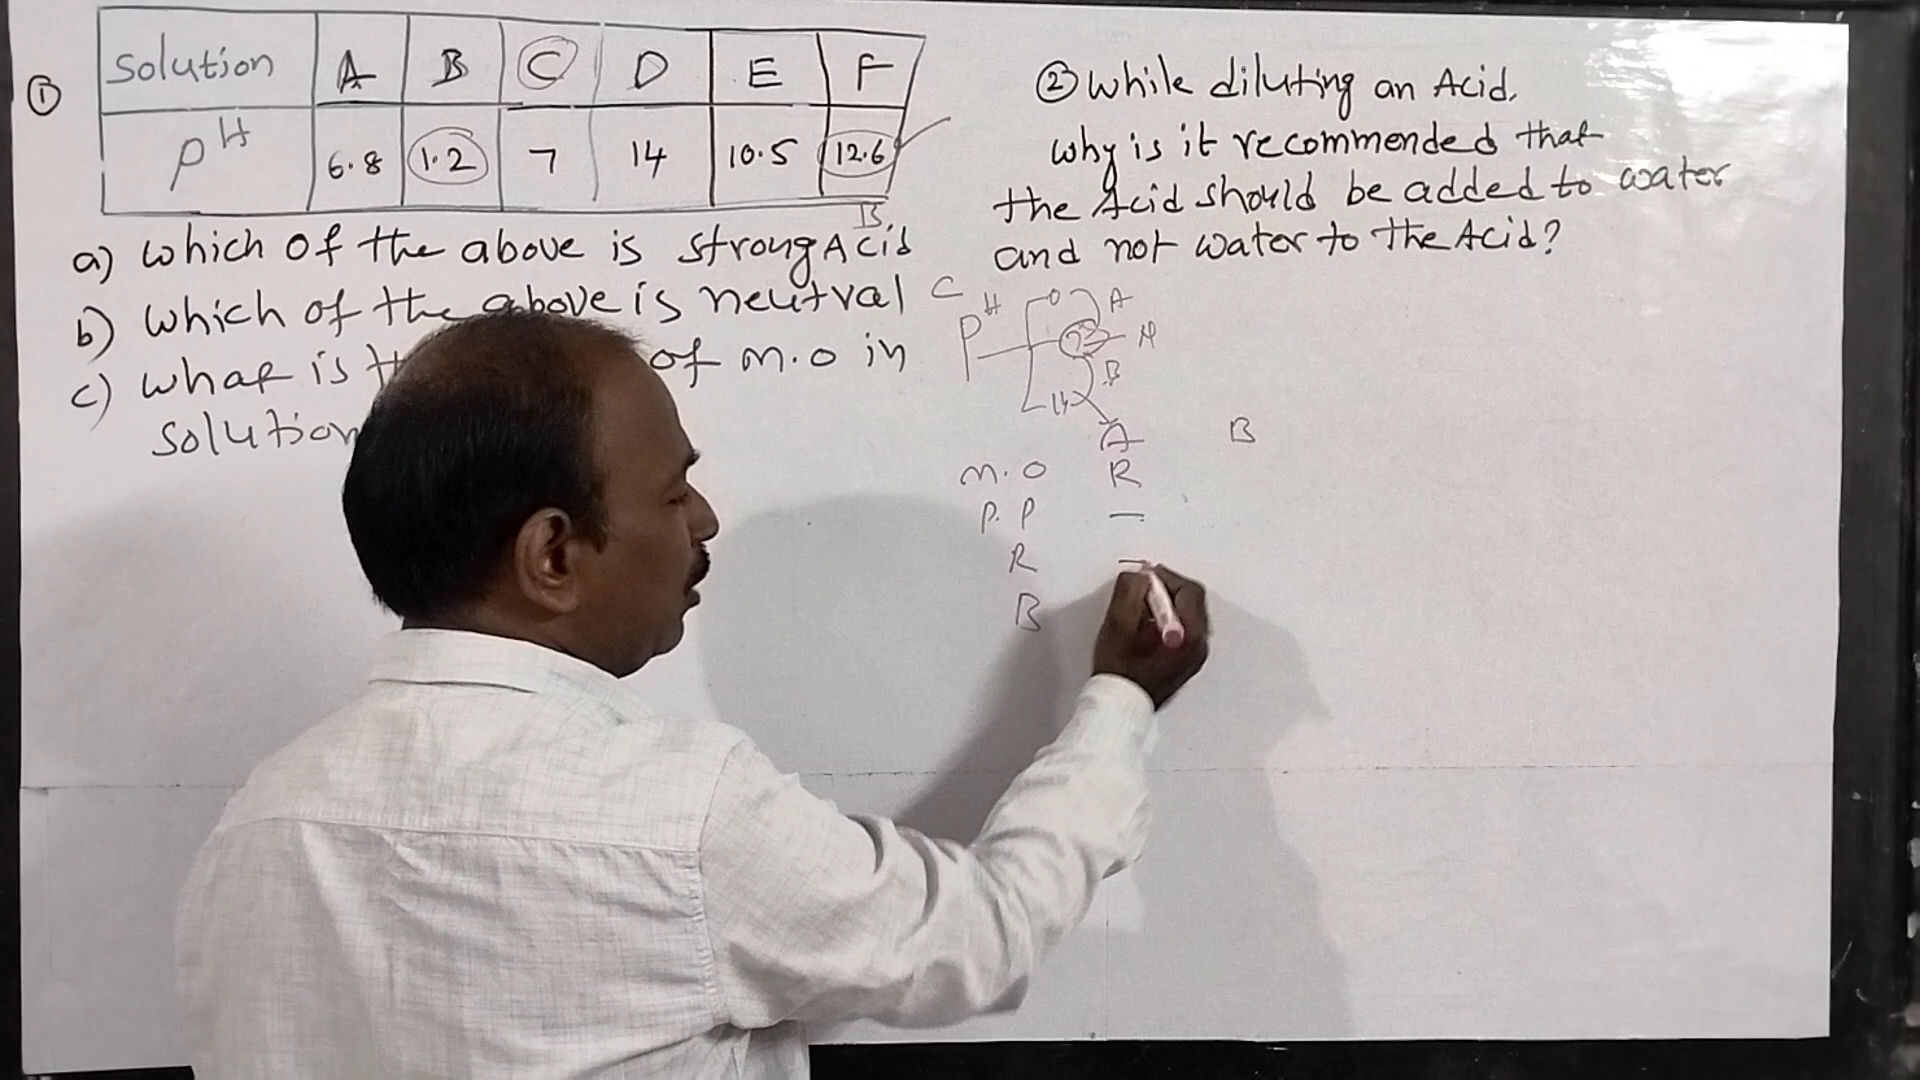 ①
Solution A B C D E F
pH 6.8 1.2 7 14 10.5 12.6
a) which of the above is strong Acid B
b) which of the above is neutral C
c) what is of m.o in
solution
② while diluting an Acid.
why is it recommended that
the Acid should be added to water
and not water to the Acid?
PH 0 A
7 N
B
14
A B
m.o R
P.P —
R —
B